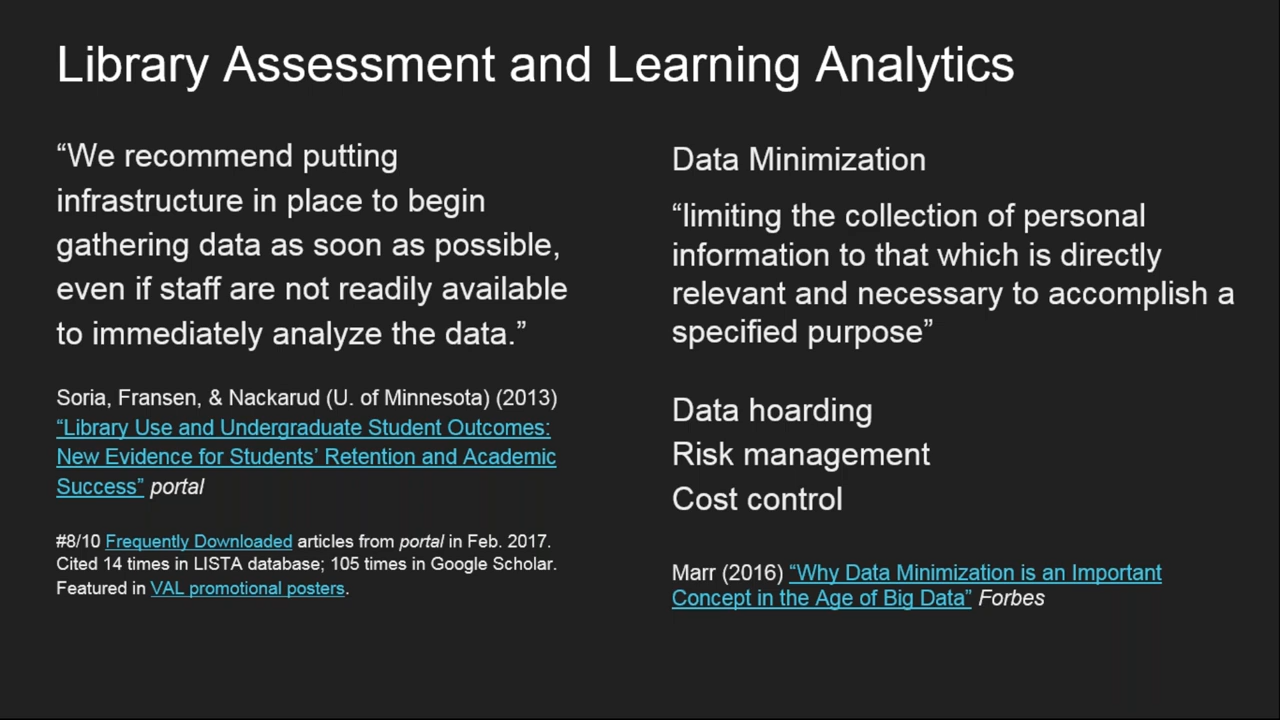 Library Assessment and Learning Analytics
“We recommend putting
infrastructure in place to begin
gathering data as soon as possible,
even if staff are not readily available
to immediately analyze the data.”
Soria, Fransen, & Nackarud (U. of Minnesota) (2013)
“Library Use and Undergraduate Student Outcomes:
New Evidence for Students’ Retention and Academic
Success” portal
#8/10 Frequently Downloaded articles from portal in Feb. 2017.
Cited 14 times in LISTA database; 105 times in Google Scholar.
Featured in VAL promotional posters.
Data Minimization
“limiting the collection of personal
information to that which is directly
relevant and necessary to accomplish a
specified purpose”
Data hoarding
Risk management
Cost control
Marr (2016) “Why Data Minimization is an Important
Concept in the Age of Big Data” Forbes